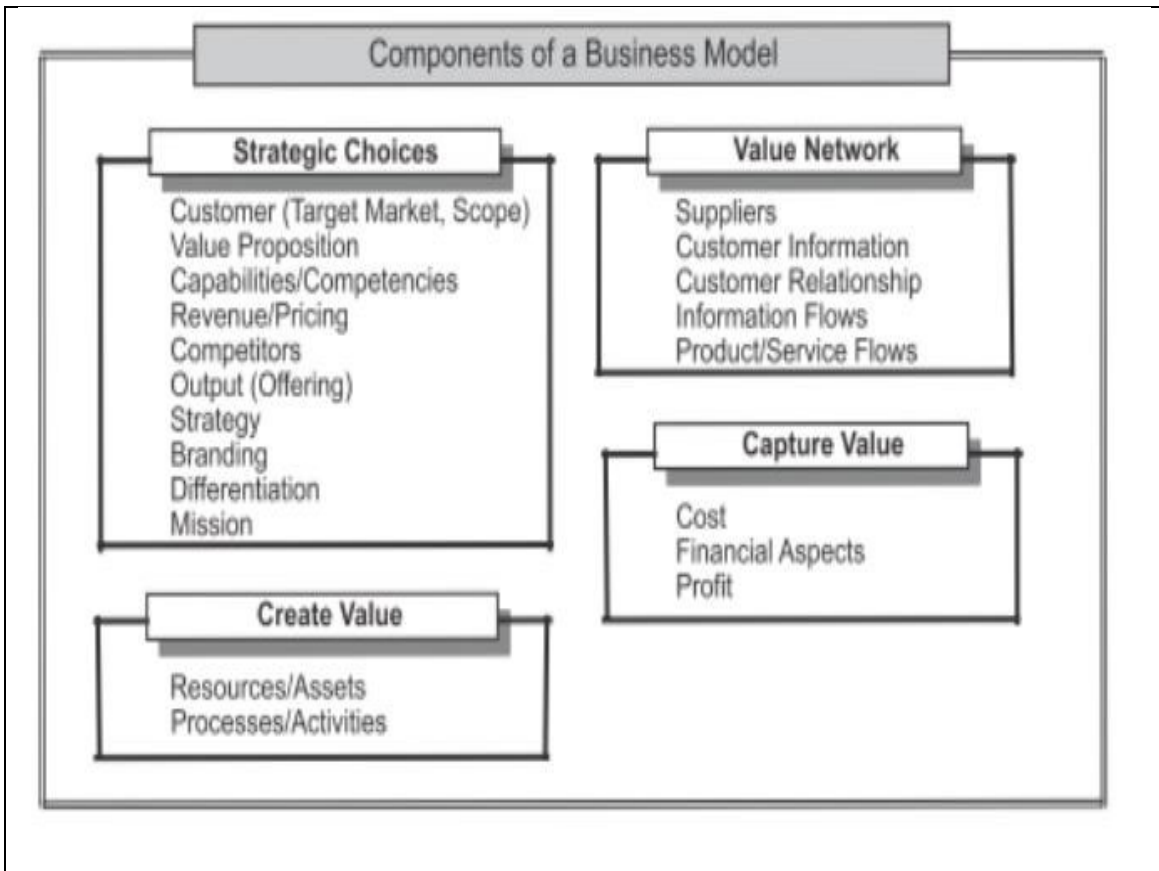 Components of a Business Model
Strategic Choices
Customer (Target Market, Scope)
Value Proposition
Capabilities/Competencies
Revenue/Pricing
Competitors
Output (Offering)
Strategy
Branding
Differentiation
Mission
Create Value
Resources/Assets
Processes/Activities
Value Network
Suppliers
Customer Information
Customer Relationship
Information Flows
Product/Service Flows
Capture Value
Cost
Financial Aspects
Profit